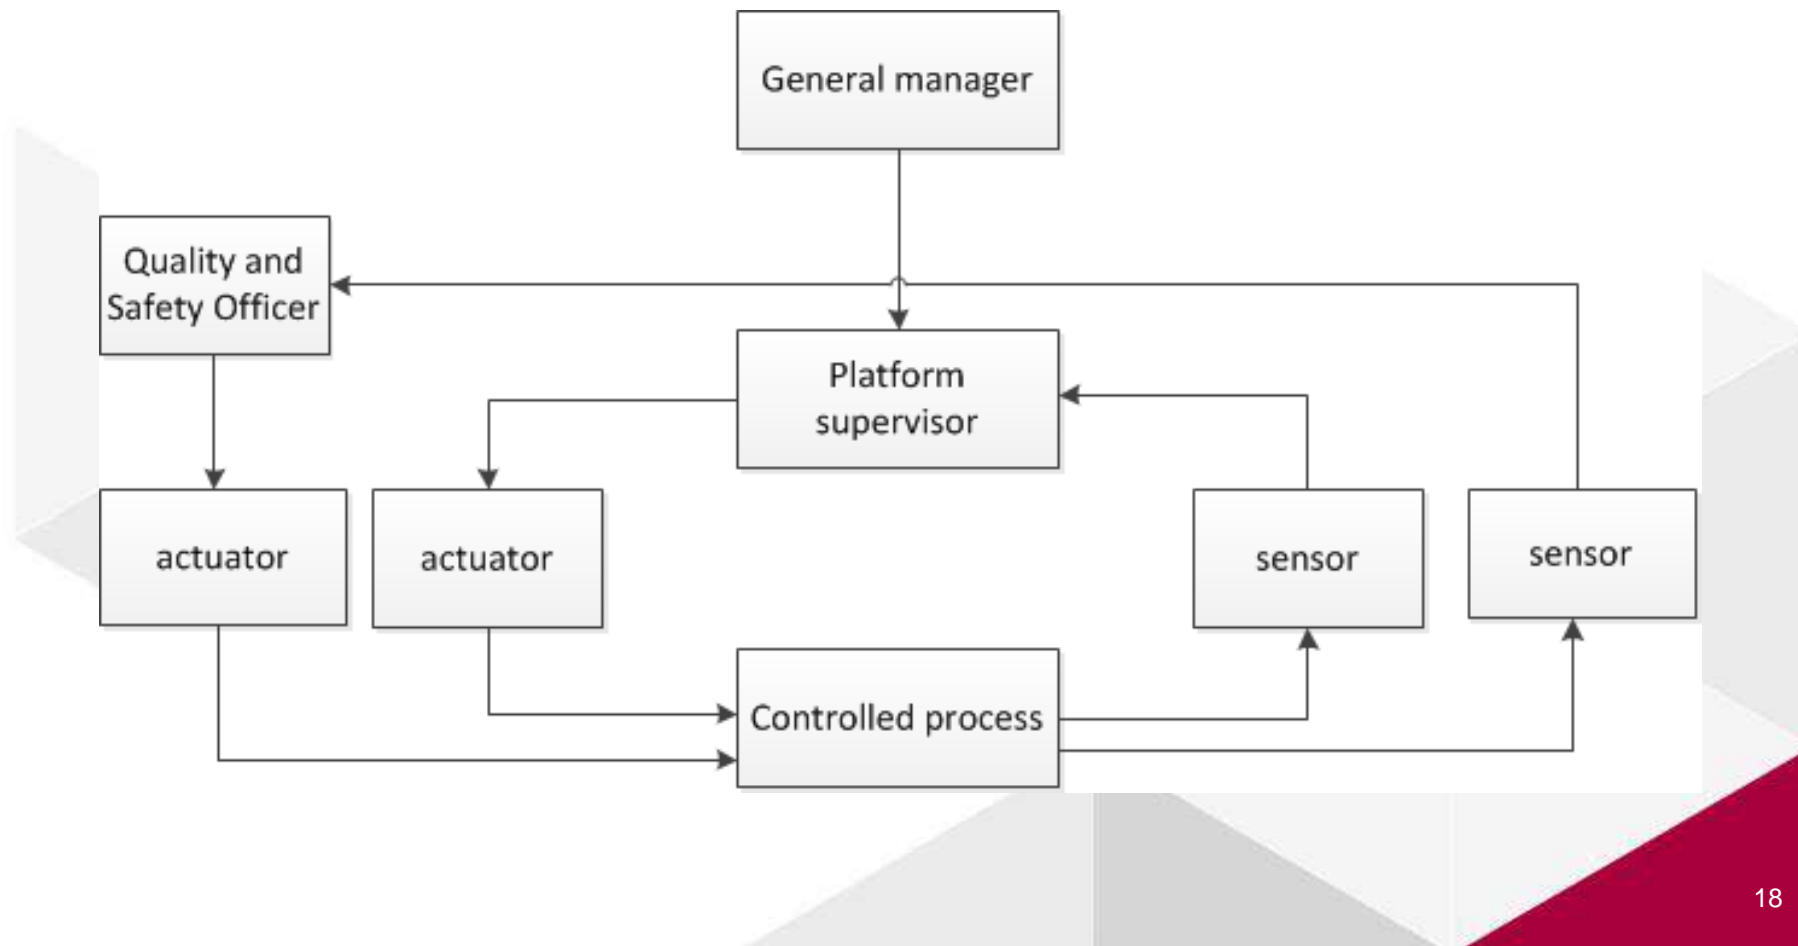 General manager
Quality and
Safety Officer
Platform
supervisor
actuator
actuator
sensor
sensor
Controlled process
18